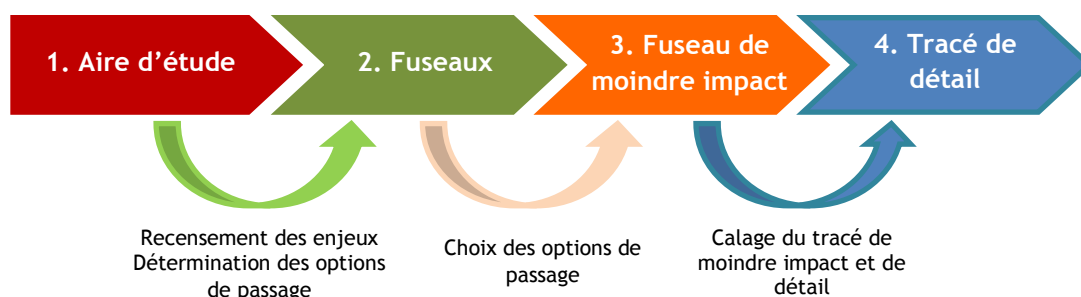 1. Aire d’étude
2. Fuseaux
3. Fuseau de
moindre impact
4. Tracé de
détail
Recensement des enjeux
Détermination des options
de passage
Choix des options de
passage
Calage du tracé de
moindre impact et de
détail